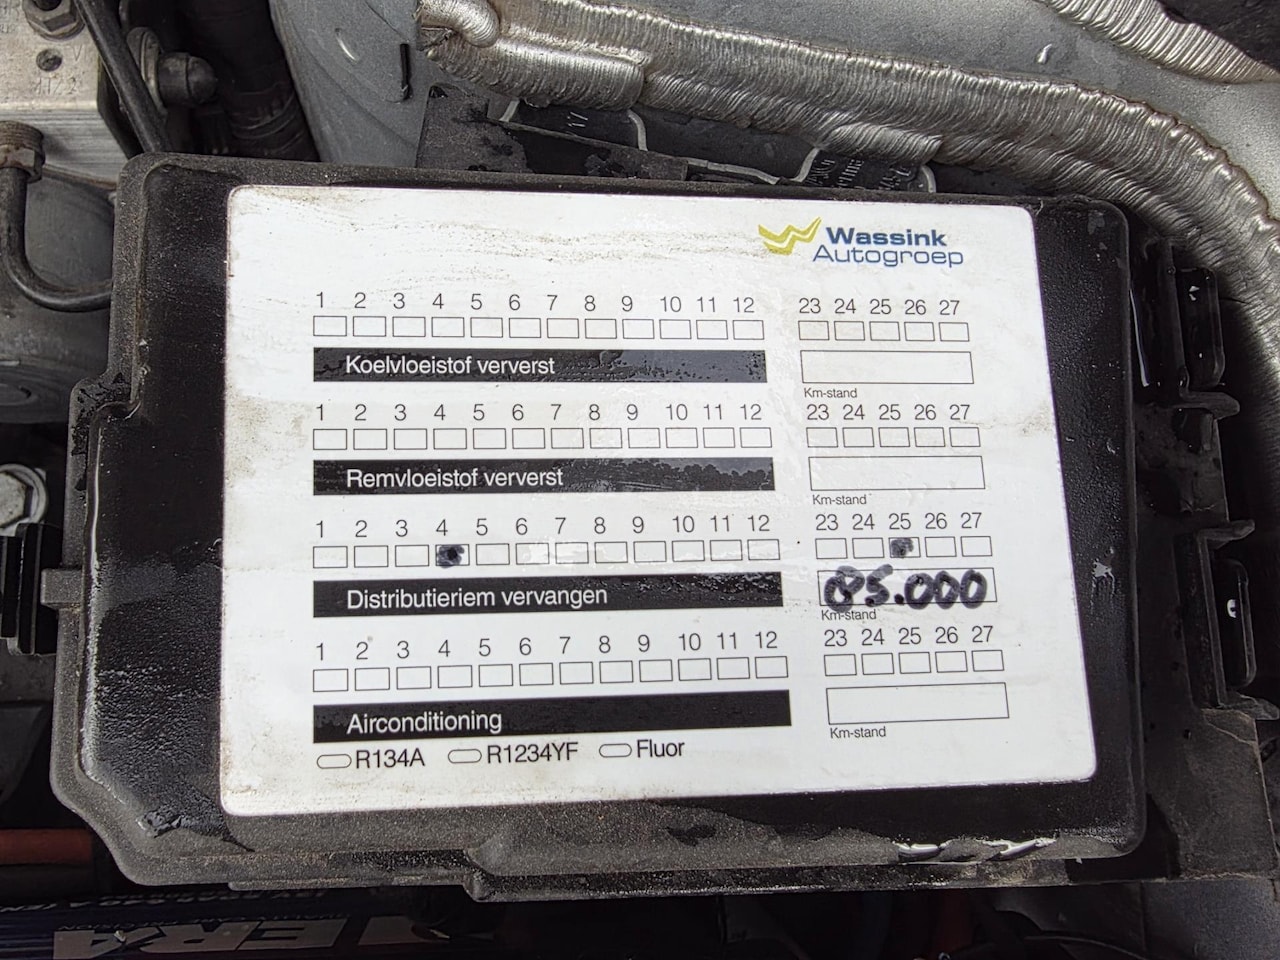 Wassink
Autogroep
1 2 3 4 5 6 7 8 9 10 11 12 23 24 25 26 27
Koelvloeistof ververst
Km-stand
1 2 3 4 5 6 7 8 9 10 11 12 23 24 25 26 27
Remvloeistof ververst
Km-stand
1 2 3 4 5 6 7 8 9 10 11 12 23 24 25 26 27
Distributieriem vervangen 85.000
Km-stand
1 2 3 4 5 6 7 8 9 10 11 12 23 24 25 26 27
Airconditioning
Km-stand
R134A R1234YF Fluor